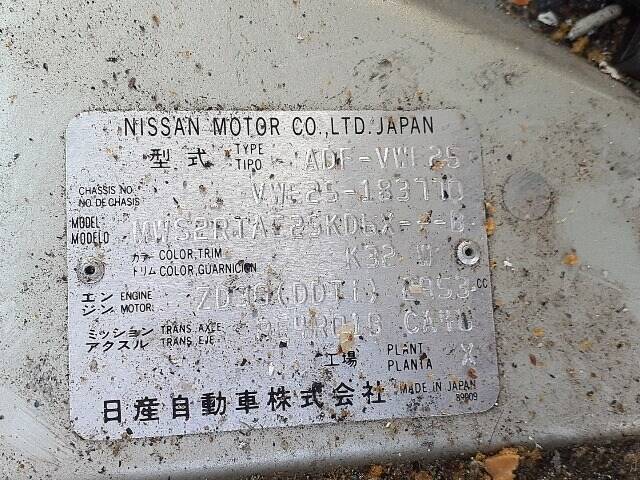 NISSAN MOTOR CO.,LTD.JAPAN
型式 TYPE TIPO ADF-VWE25
CHASSIS NO. NO.DE CHASIS VWE25-183770
MODEL MODELO
カラー COLOR,TRIM K32
トリム COLOR,GUARNICION
エンジン ENGINE MOTOR ZD30(DDTI) 2953 CC
ミッション TRANS. AXLE
アクスル TRANS. EJE
工場 PLANT PLANTA X
日産自動車株式会社 MADE IN JAPAN